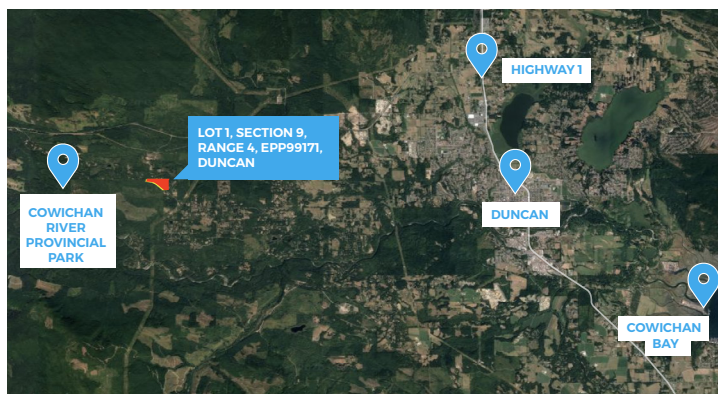 HIGHWAY 1
LOT 1, SECTION 9,
RANGE 4, EPP99171,
DUNCAN
COWICHAN
RIVER
PROVINCIAL
PARK
DUNCAN
COWICHAN
BAY